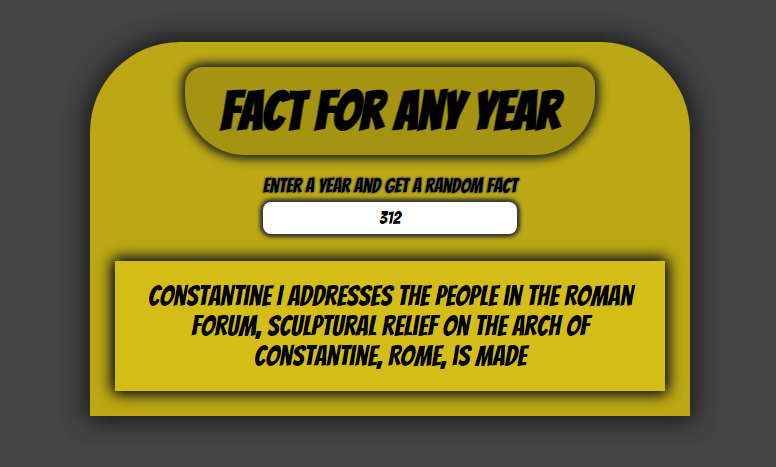 FACT FOR ANY YEAR
ENTER A YEAR AND GET A RANDOM FACT
312
CONSTANTINE I ADDRESSES THE PEOPLE IN THE ROMAN
FORUM, SCULPTURAL RELIEF ON THE ARCH OF
CONSTANTINE, ROME, IS MADE